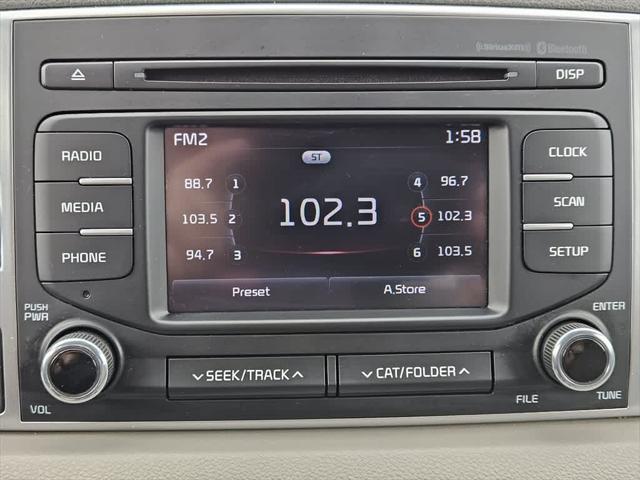 ((SiriusXM)) Bluetooth
DISP
FM2 1:58
ST
RADIO
MEDIA
PHONE
88.7 1
103.5 2
94.7 3
102.3
4 96.7
5 102.3
6 103.5
Preset A.Store
CLOCK
SCAN
SETUP
PUSH
PWR
VOL
SEEK/TRACK
CAT/FOLDER
ENTER
FILE
TUNE